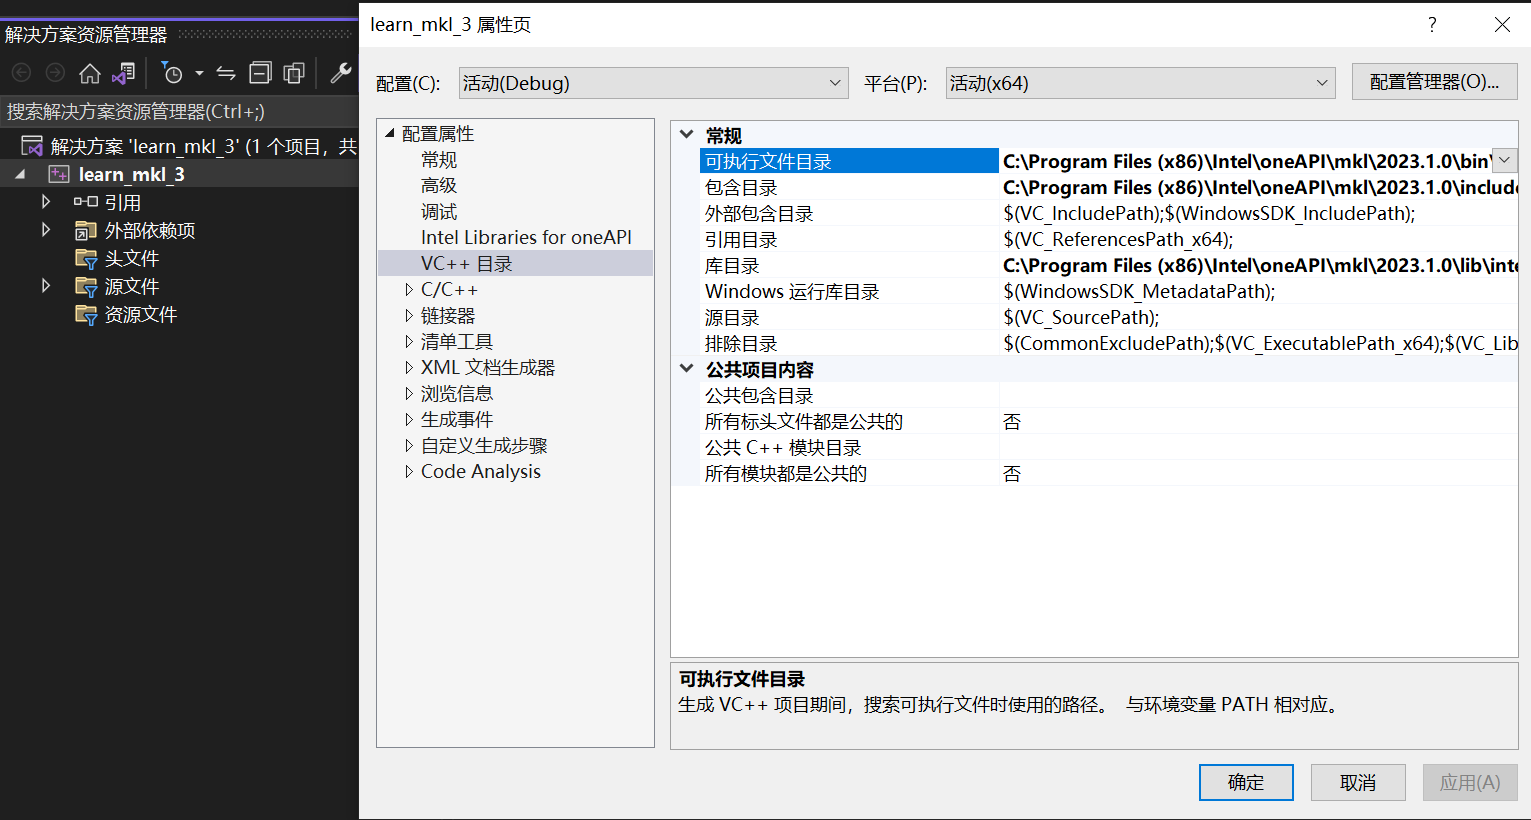 解决方案资源管理器
搜索解决方案资源管理器(Ctrl+;)
解决方案 'learn_mkl_3' (1 个项目，共
learn_mkl_3
引用
外部依赖项
头文件
源文件
资源文件
learn_mkl_3 属性页
?
配置(C):
活动(Debug)
平台(P):
活动(x64)
配置管理器(O)...
配置属性
常规
高级
调试
Intel Libraries for oneAPI
VC++ 目录
C/C++
链接器
清单工具
XML 文档生成器
浏览信息
生成事件
自定义生成步骤
Code Analysis
常规
可执行文件目录 C:\Program Files (x86)\Intel\oneAPI\mkl\2023.1.0\bin\
包含目录 C:\Program Files (x86)\Intel\oneAPI\mkl\2023.1.0\include
外部包含目录 $(VC_IncludePath);$(WindowsSDK_IncludePath);
引用目录 $(VC_ReferencesPath_x64);
库目录 C:\Program Files (x86)\Intel\oneAPI\mkl\2023.1.0\lib\inte
Windows 运行库目录 $(WindowsSDK_MetadataPath);
源目录 $(VC_SourcePath);
排除目录 $(CommonExcludePath);$(VC_ExecutablePath_x64);$(VC_Lib
公共项目内容
公共包含目录
所有标头文件都是公共的 否
公共 C++ 模块目录
所有模块都是公共的 否
可执行文件目录
生成 VC++ 项目期间，搜索可执行文件时使用的路径。 与环境变量 PATH 相对应。
确定
取消
应用(A)